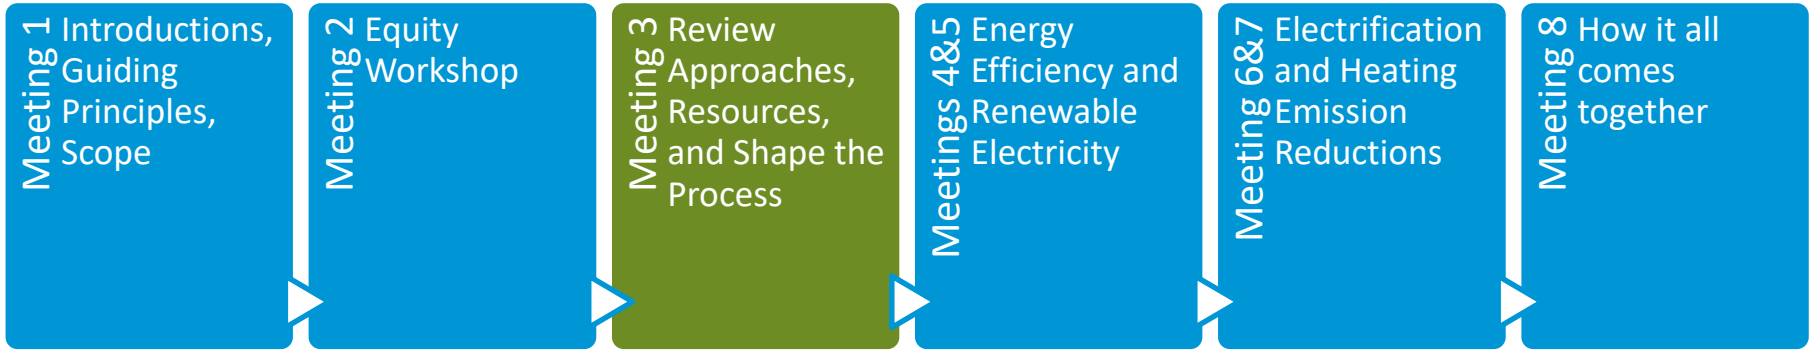 Meeting 1
Introductions,
Guiding
Principles,
Scope
Meeting 2
Equity
Workshop
Meeting 3
Review
Approaches,
Resources,
and Shape the
Process
Meetings 4&5
Energy
Efficiency and
Renewable
Electricity
Meeting 6&7
Electrification
and Heating
Emission
Reductions
Meeting 8
How it all
comes
together